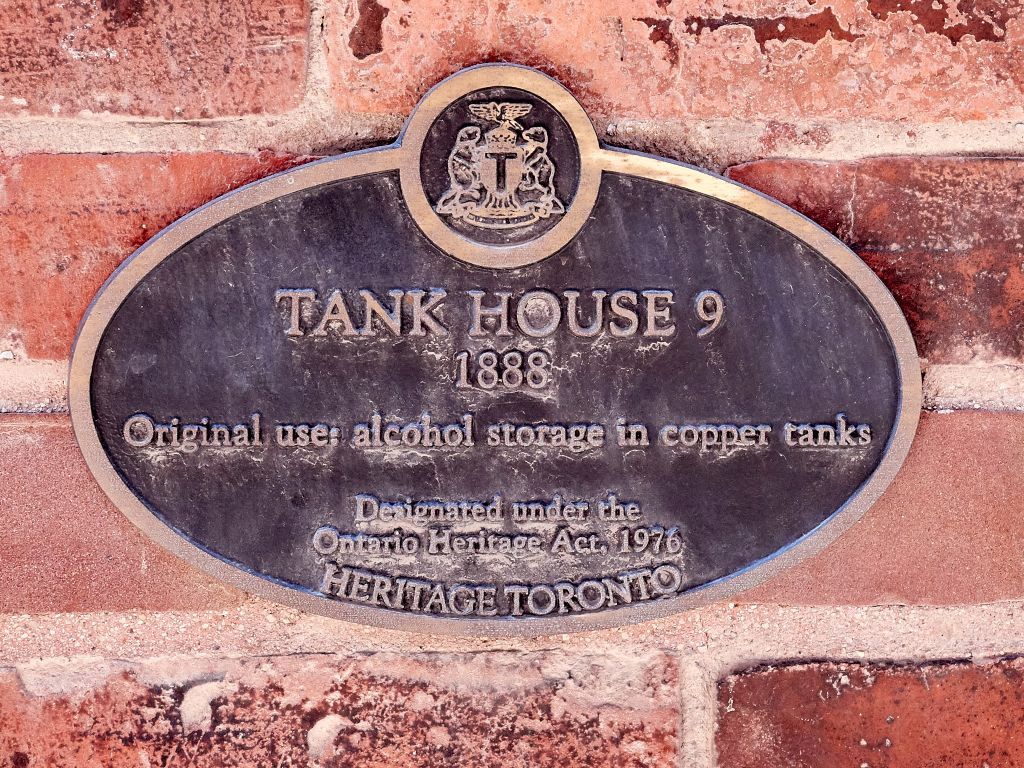 T
TANK HOUSE 9
1888
Original use: alcohol storage in copper tanks
Designated under the
Ontario Heritage Act, 1976
HERITAGE TORONTO